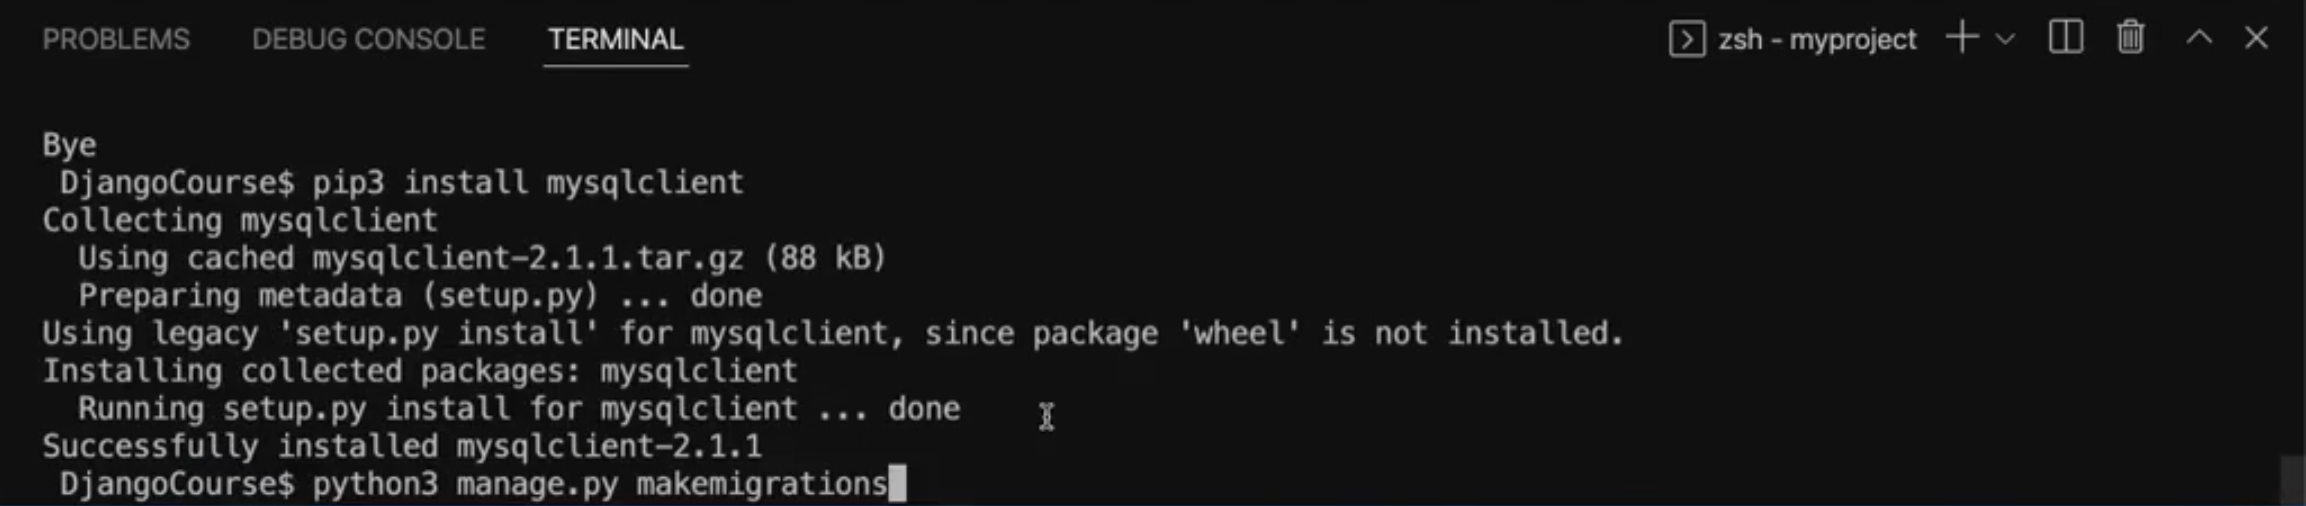 PROBLEMS DEBUG CONSOLE TERMINAL zsh - myproject
Bye
DjangoCourse$ pip3 install mysqlclient
Collecting mysqlclient
Using cached mysqlclient-2.1.1.tar.gz (88 kB)
Preparing metadata (setup.py) ... done
Using legacy 'setup.py install' for mysqlclient, since package 'wheel' is not installed.
Installing collected packages: mysqlclient
Running setup.py install for mysqlclient ... done
Successfully installed mysqlclient-2.1.1
DjangoCourse$ python3 manage.py makemigrations